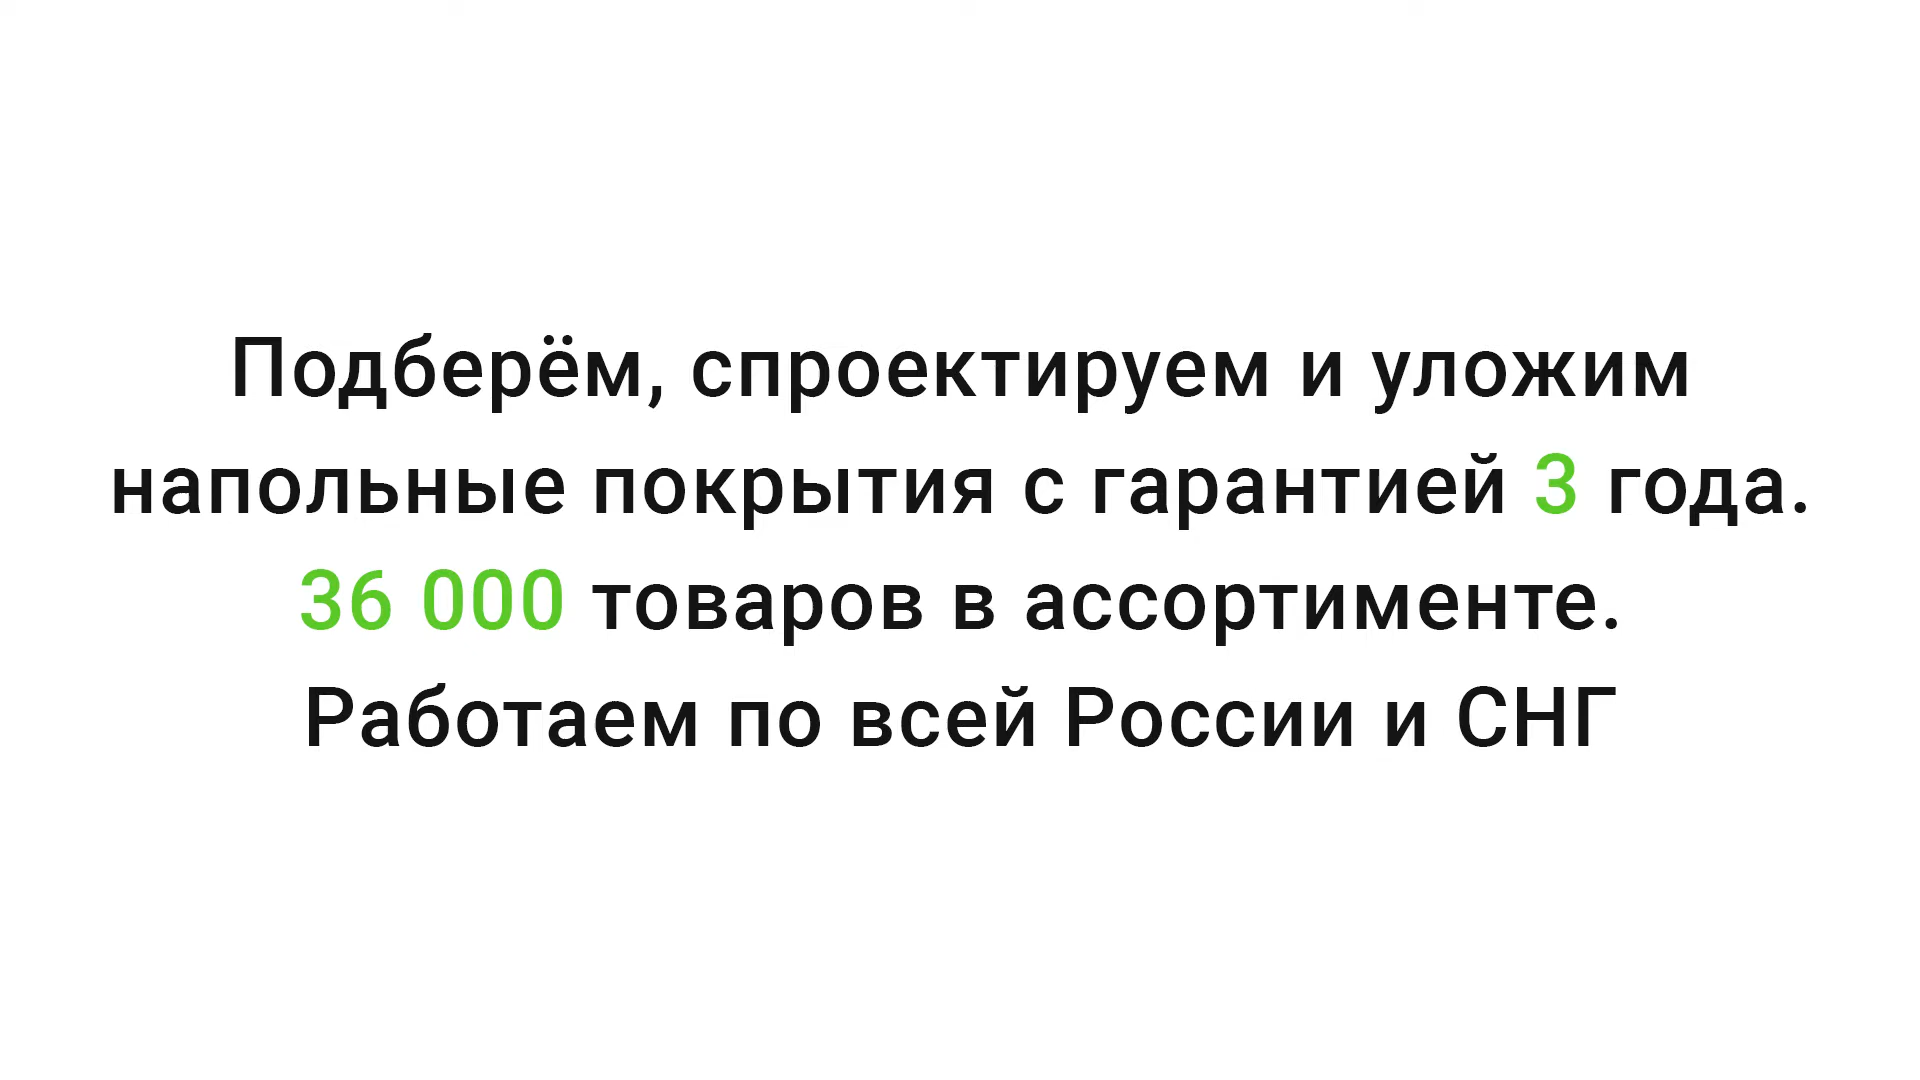 Подберём, спроектируем и уложим
напольные покрытия с гарантией 3 года.
36 000 товаров в ассортименте.
Работаем по всей России и СНГ